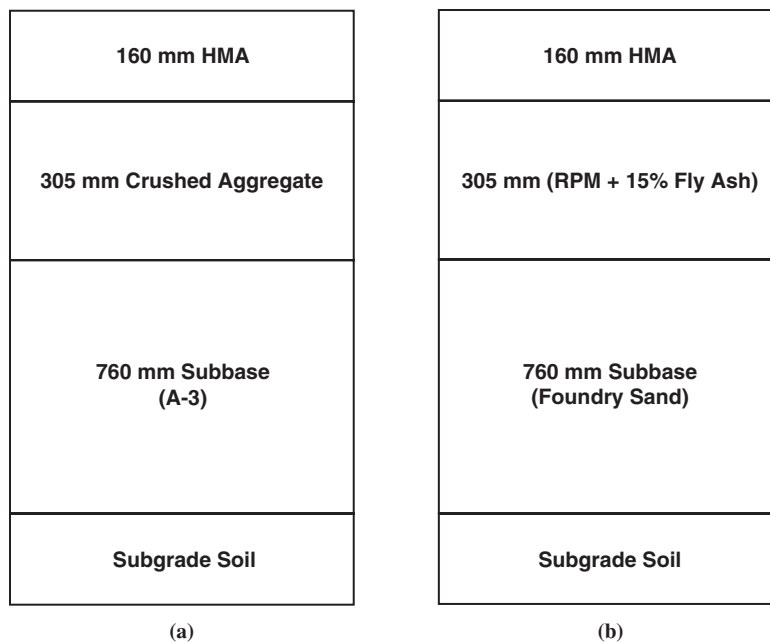 160 mm HMA
305 mm Crushed Aggregate
760 mm Subbase
(A-3)
Subgrade Soil
(a)
160 mm HMA
305 mm (RPM + 15% Fly Ash)
760 mm Subbase
(Foundry Sand)
Subgrade Soil
(b)